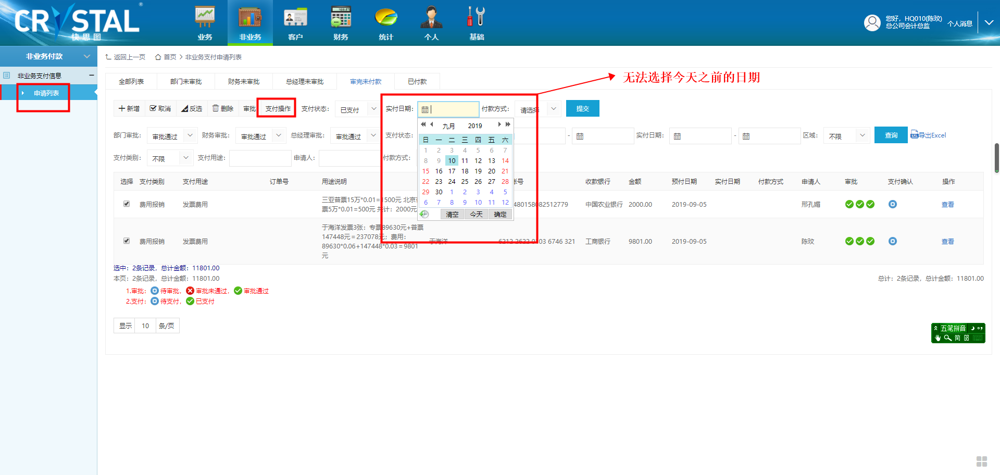 CRYSTAL ®
快思图
业务 非业务 客户 财务 统计 个人 基础
您好，HQ010(陈玟)
总公司会计总监
个人消息
非业务付款
非业务支付信息
申请列表
返回上一页 首页 > 非业务支付申请列表
无法选择今天之前的日期
全部列表 部门未审批 财务未审批 总经理未审批 审完未付款 已付款
新增 取消 反选 删除 审批 支付操作 支付状态： 已支付 实付日期： 付款方式： 请选择 提交
部门审批： 审批通过 财务审批： 审批通过 总经理审批： 审批通过 支付状态： - 实付日期： - 区域： 不限 查询 导出Excel
支付类别： 不限 支付用途： 申请人： 付款方式：
九月 2019
日 一 二 三 四 五 六
1 2 3 4 5 6 7
8 9 10 11 12 13 14
15 16 17 18 19 20 21
22 23 24 25 26 27 28
29 30 1 2 3 4 5
6 7 8 9 10 11 12
清空 今天 确定
选择 支付类别 支付用途 订单号 用途说明 账号 收款银行 金额 预付日期 实付日期 付款方式 申请人 审批 支付确认 操作
费用报销 发票费用 三亚普票15万*0.01=1500元 北京
票5万*0.01=500元 共计：2000元
480158082512779 中国农业银行 2000.00 2019-09-05 邢孔媚 查看
费用报销 发票费用 于海洋发票3张：专票89630元+普票
147448元＝237078元；费用：
89630*0.06+147448*0.03＝9801
元
于海洋 6212 2622 0103 6746 321 工商银行 9801.00 2019-09-05 陈玟 查看
选中：2条记录，总计金额：11801.00
本页：2条记录，总计金额：11801.00
总计：2条记录，总计金额：11801.00
1.审批： 待审批， 审批未通过， 审批通过
2.支付： 待支付， 已支付
显示 10 条/页
五笔拼音
简